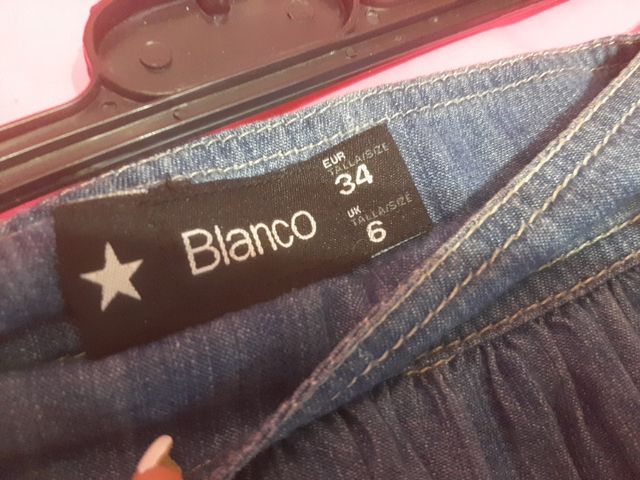 Blanco
EUR
TALLA/SIZE
34
UK
TALLA/SIZE
6